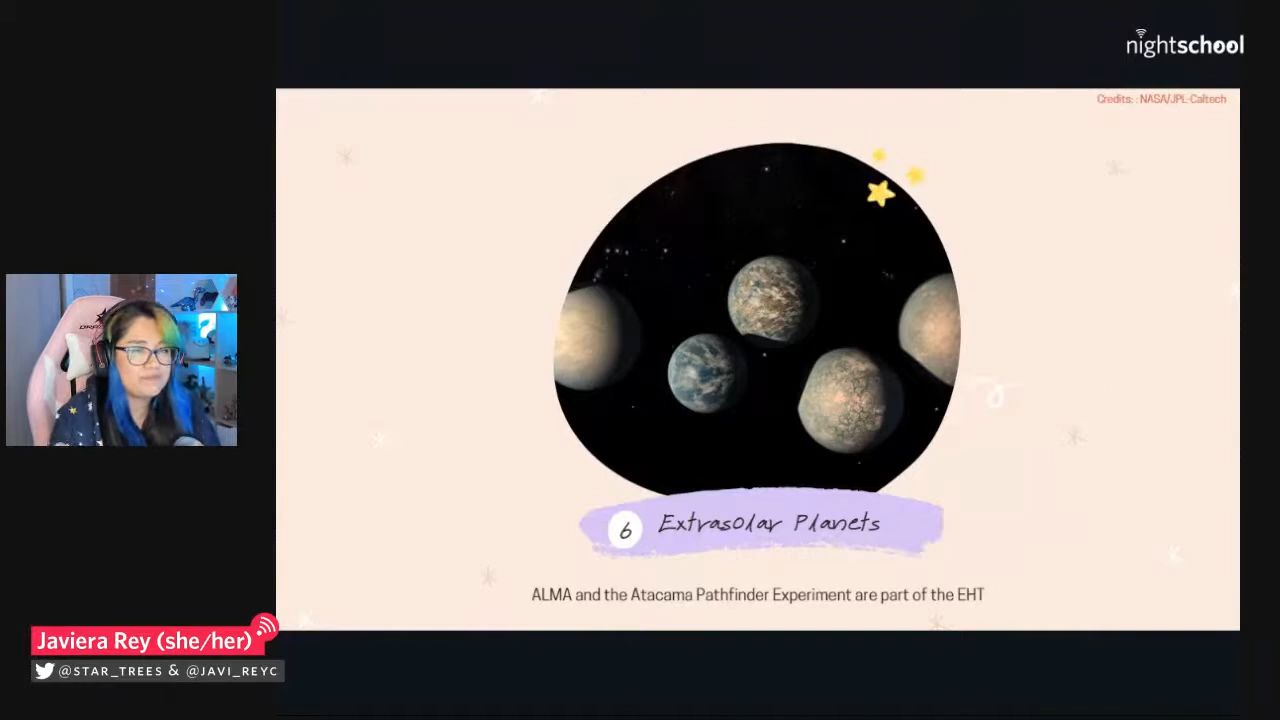 nightschool
Credits: : NASA/JPL-Caltech
6 Extrasolar Planets
ALMA and the Atacama Pathfinder Experiment are part of the EHT
Javiera Rey (she/her)
@STAR_TREES & @JAVI_REYC